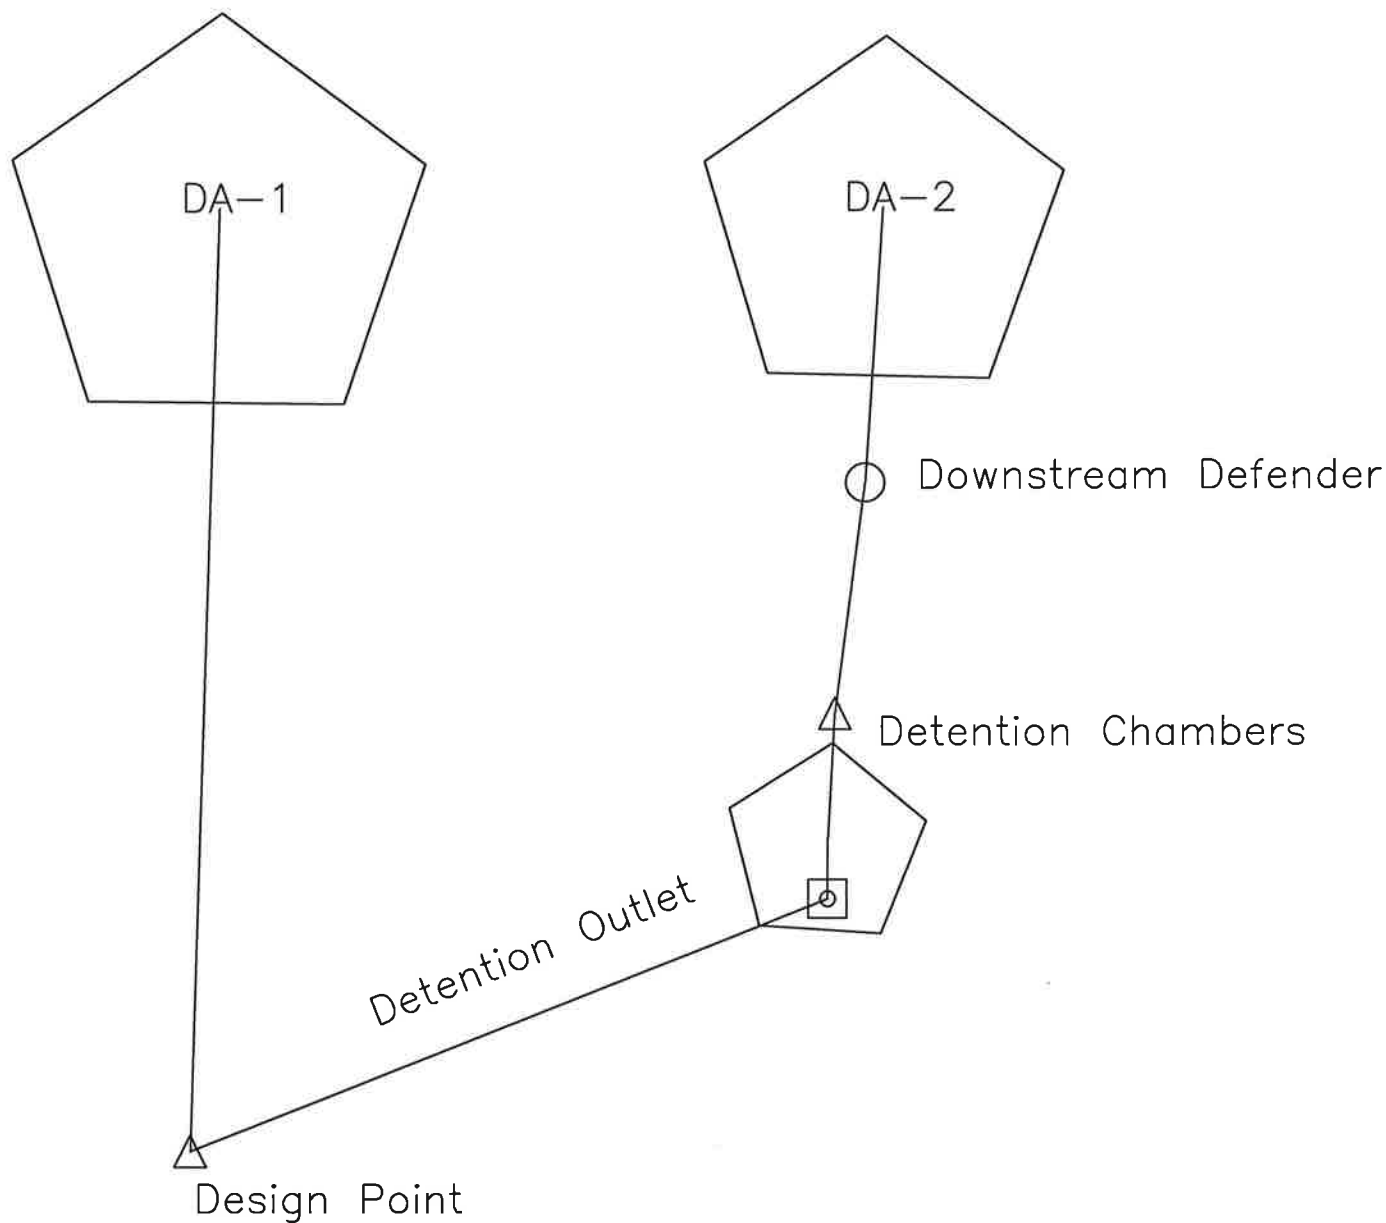 DA-1
DA-2
Downstream Defender
Detention Chambers
Detention Outlet
Design Point